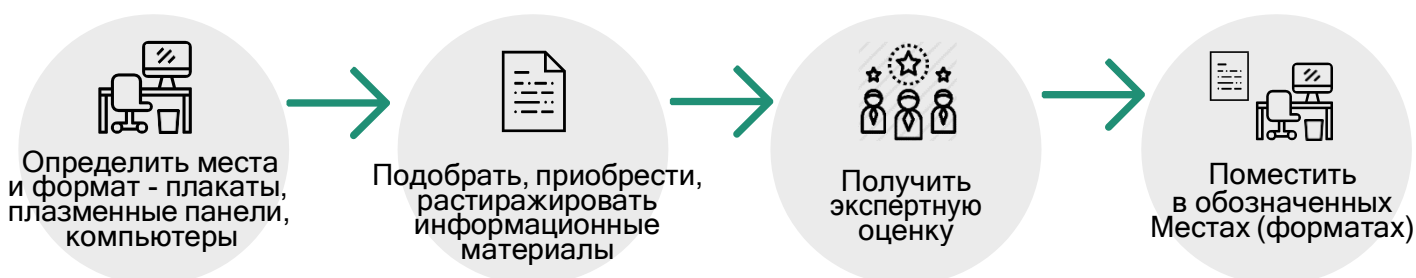 Определить места
и формат - плакаты,
плазменные панели,
компьютеры
Подобрать, приобрести,
растиражировать
информационные
материалы
Получить
экспертную
оценку
Поместить
в обозначенных
Местах (форматах)